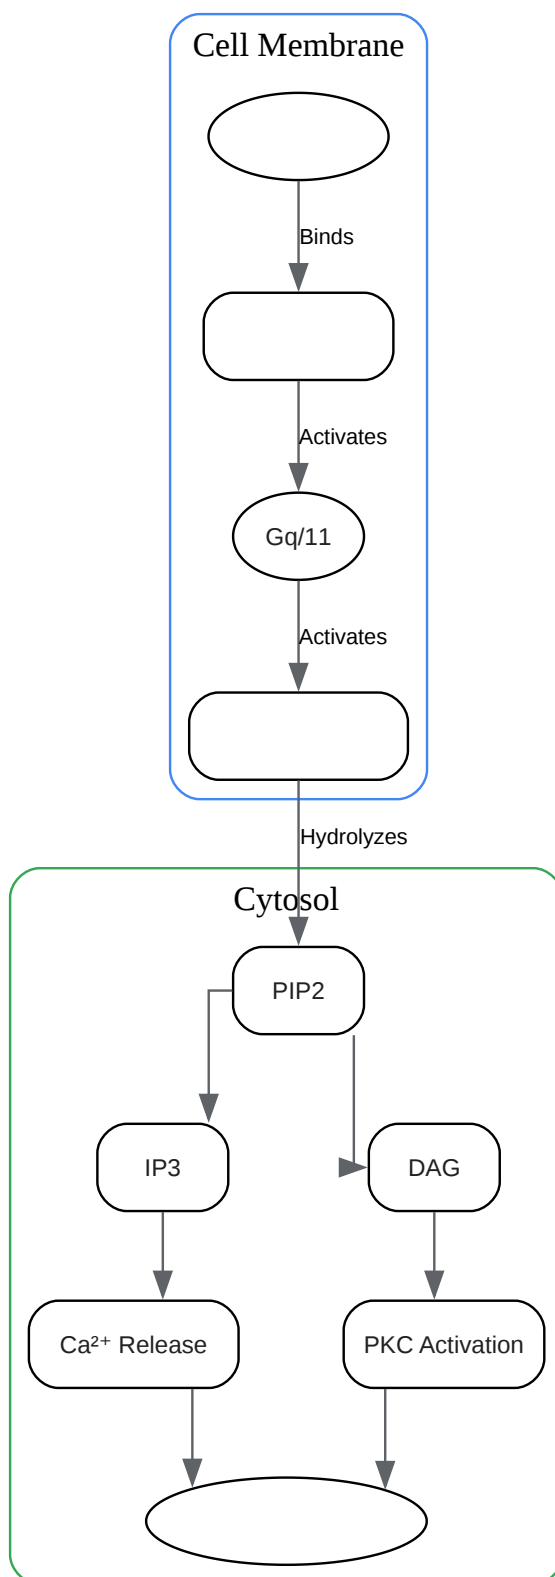 Cell Membrane
Binds
Activates
Gq/11
Activates
Hydrolyzes
Cytosol
PIP2
IP3
DAG
Ca²⁺ Release
PKC Activation